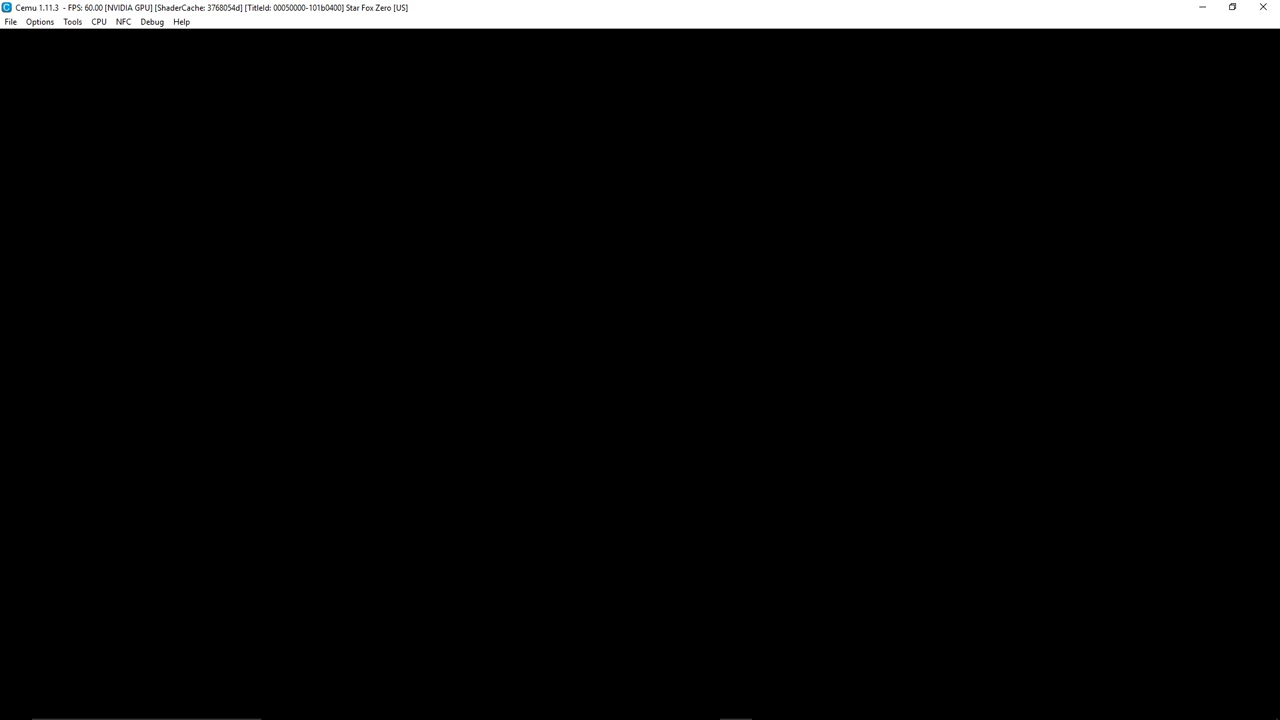 Cemu 1.11.3 - FPS: 60.00 [NVIDIA GPU] [ShaderCache: 3768054d] [TitleId: 00050000-101b0400] Star Fox Zero [US]
File Options Tools CPU NFC Debug Help